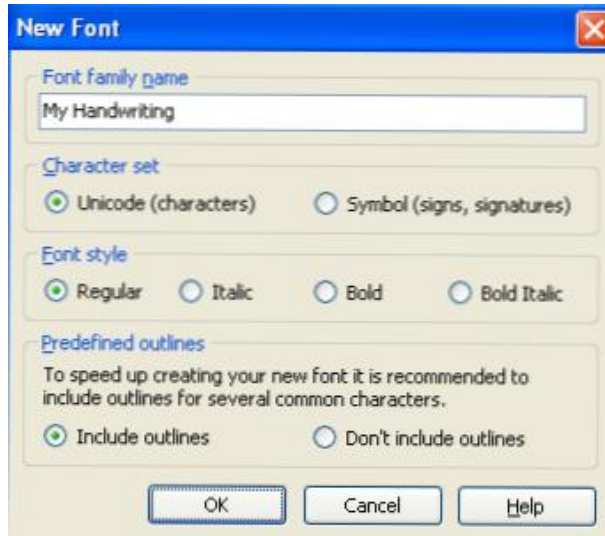 New Font
Font family name
My Handwriting
Character set
Unicode (characters) Symbol (signs, signatures)
Font style
Regular Italic Bold Bold Italic
Predefined outlines
To speed up creating your new font it is recommended to
include outlines for several common characters.
Include outlines Don't include outlines
OK Cancel Help